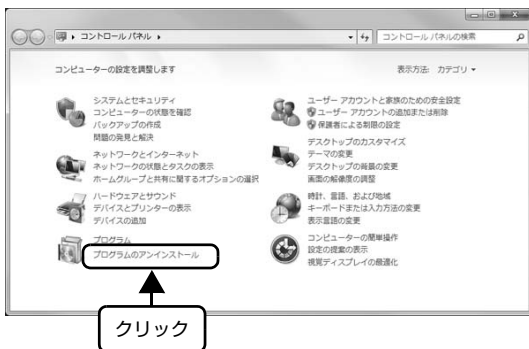 コントロール パネル
コントロール パネルの検索
コンピューターの設定を調整します
表示方法: カテゴリ
システムとセキュリティ
コンピューターの状態を確認
バックアップの作成
問題の発見と解決
ネットワークとインターネット
ネットワークの状態とタスクの表示
ホームグループと共有に関するオプションの選択
ハードウェアとサウンド
デバイスとプリンターの表示
デバイスの追加
プログラム
プログラムのアンインストール
ユーザー アカウントと家族のための安全設定
ユーザー アカウントの追加または削除
保護者による制限の設定
デスクトップのカスタマイズ
テーマの変更
デスクトップの背景の変更
画面の解像度の調整
時計、言語、および地域
キーボードまたは入力方法の変更
表示言語の変更
コンピューターの簡単操作
設定の提案の表示
視覚ディスプレイの最適化
クリック